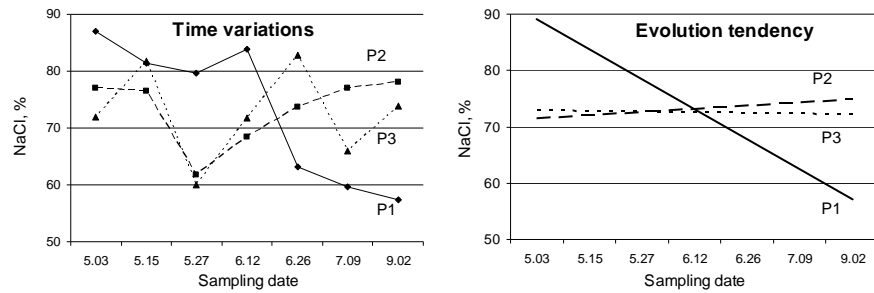 Time variations
NaCl, %
90
80
70
60
50
P2
P3
P1
5.03 5.15 5.27 6.12 6.26 7.09 9.02
Sampling date
Evolution tendency
NaCl, %
90
80
70
60
50
P2
P3
P1
5.03 5.15 5.27 6.12 6.26 7.09 9.02
Sampling date